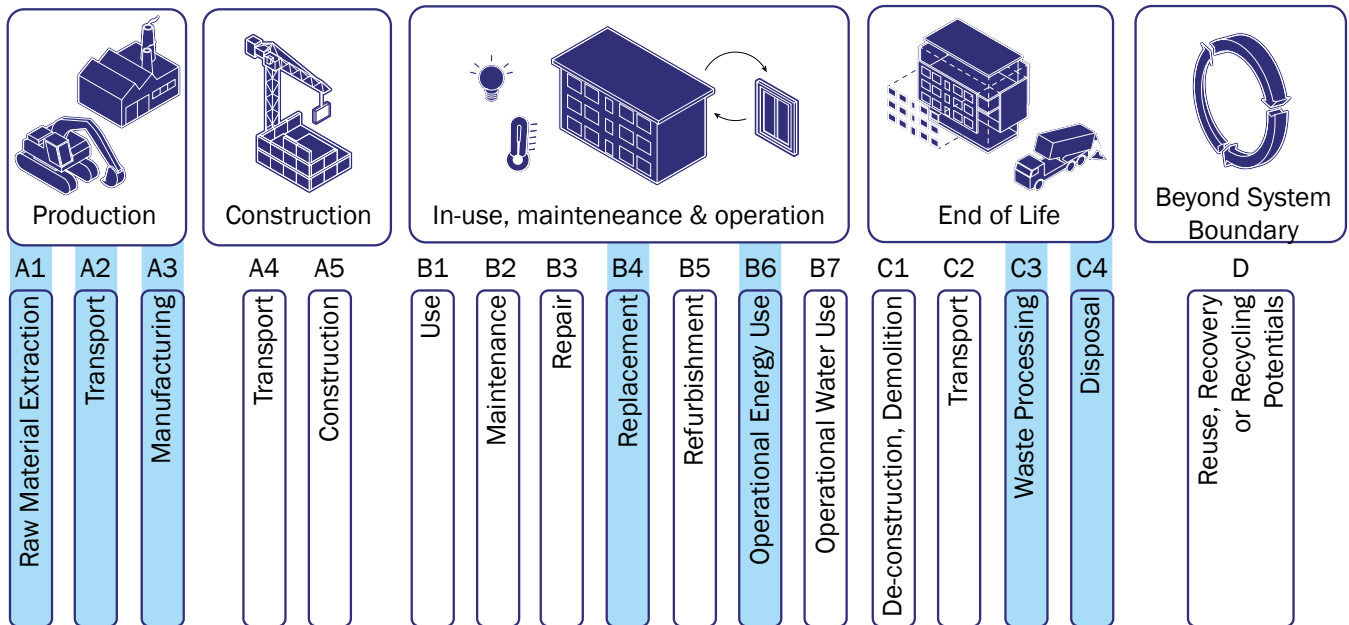 Production
Construction
In-use, mainteneance & operation
End of Life
Beyond System
Boundary
A1
A2
A3
A4
A5
B1
B2
B3
B4
B5
B6
B7
C1
C2
C3
C4
D
Raw Material Extraction
Transport
Manufacturing
Transport
Construction
Use
Maintenance
Repair
Replacement
Refurbishment
Operational Energy Use
Operational Water Use
De-construction, Demolition
Transport
Waste Processing
Disposal
Reuse, Recovery
or Recycling
Potentials